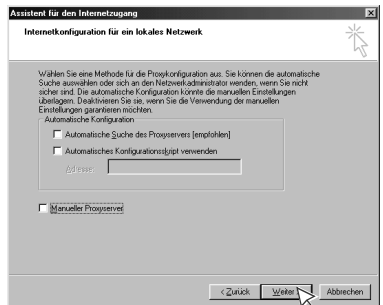 Assistent für den Internetzugang
Internetkonfiguration für ein lokales Netzwerk
Wählen Sie eine Methode für die Proxykonfiguration aus. Sie können die automatische
Suche auswählen oder sich an den Netzwerkadministrator wenden, wenn Sie nicht
sicher sind. Die automatische Konfiguration könnte die manuellen Einstellungen
überlagern. Deaktivieren Sie sie, wenn Sie die Verwendung der manuellen
Einstellungen garantieren möchten.
Automatische Konfiguration
Automatische Suche des Proxyservers [empfohlen]
Automatisches Konfigurationsskript verwenden
Adresse:
Manueller Proxyserver
< Zurück Weiter Abbrechen